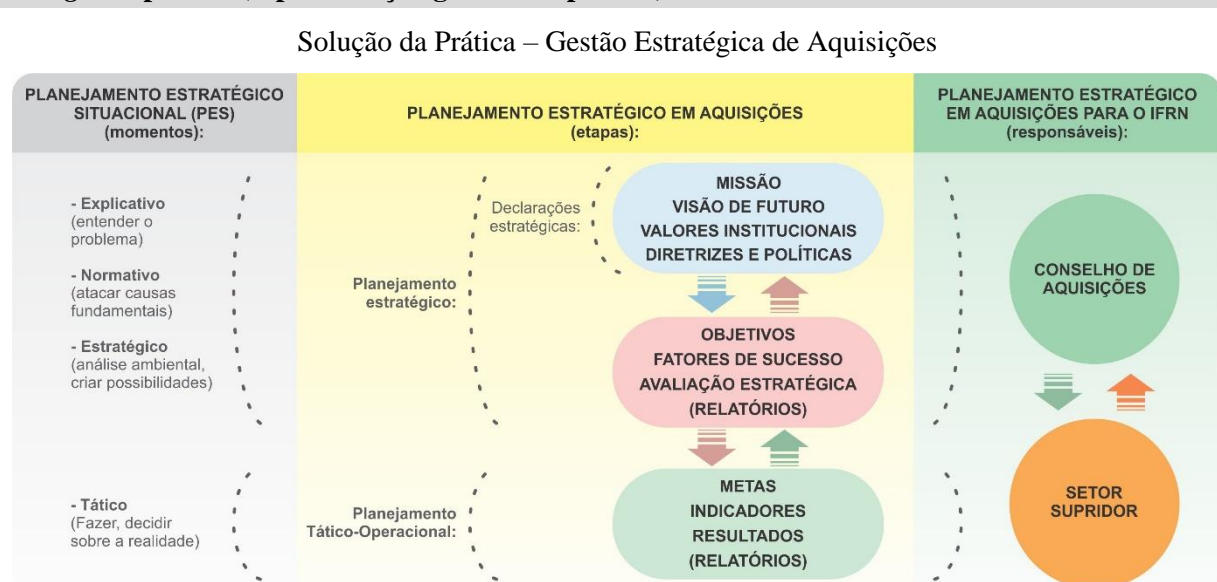 Solução da Prática – Gestão Estratégica de Aquisições
PLANEJAMENTO ESTRATÉGICO
SITUACIONAL (PES)
(momentos):
PLANEJAMENTO ESTRATÉGICO EM AQUISIÇÕES
(etapas):
PLANEJAMENTO ESTRATÉGICO
EM AQUISIÇÕES PARA O IFRN
(responsáveis):
- Explicativo
(entender o
problema)
- Normativo
(atacar causas
fundamentais)
- Estratégico
(análise ambiental,
criar possibilidades)
- Tático
(Fazer, decidir
sobre a realidade)
Planejamento
estratégico:
Declarações
estratégicas:
MISSÃO
VISÃO DE FUTURO
VALORES INSTITUCIONAIS
DIRETRIZES E POLÍTICAS
OBJETIVOS
FATORES DE SUCESSO
AVALIAÇÃO ESTRATÉGICA
(RELATÓRIOS)
Planejamento
Tático-Operacional:
METAS
INDICADORES
RESULTADOS
(RELATÓRIOS)
CONSELHO DE
AQUISIÇÕES
SETOR
SUPRIDOR